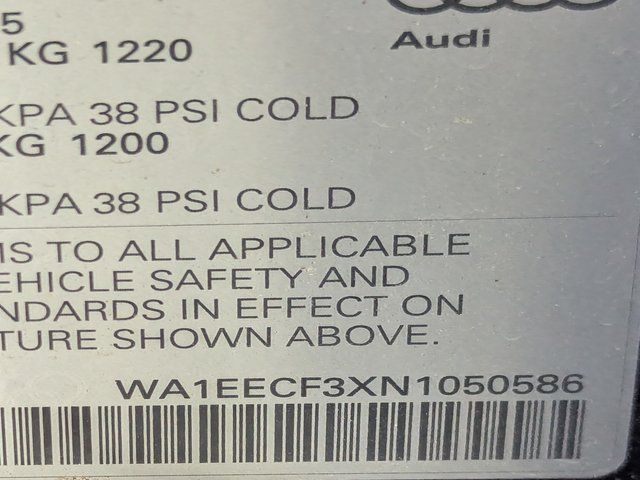 5
KG 1220
Audi
KPA 38 PSI COLD
KG 1200
KPA 38 PSI COLD
MS TO ALL APPLICABLE
EHICLE SAFETY AND
NDARDS IN EFFECT ON
TURE SHOWN ABOVE.
WA1EECF3XN1050586